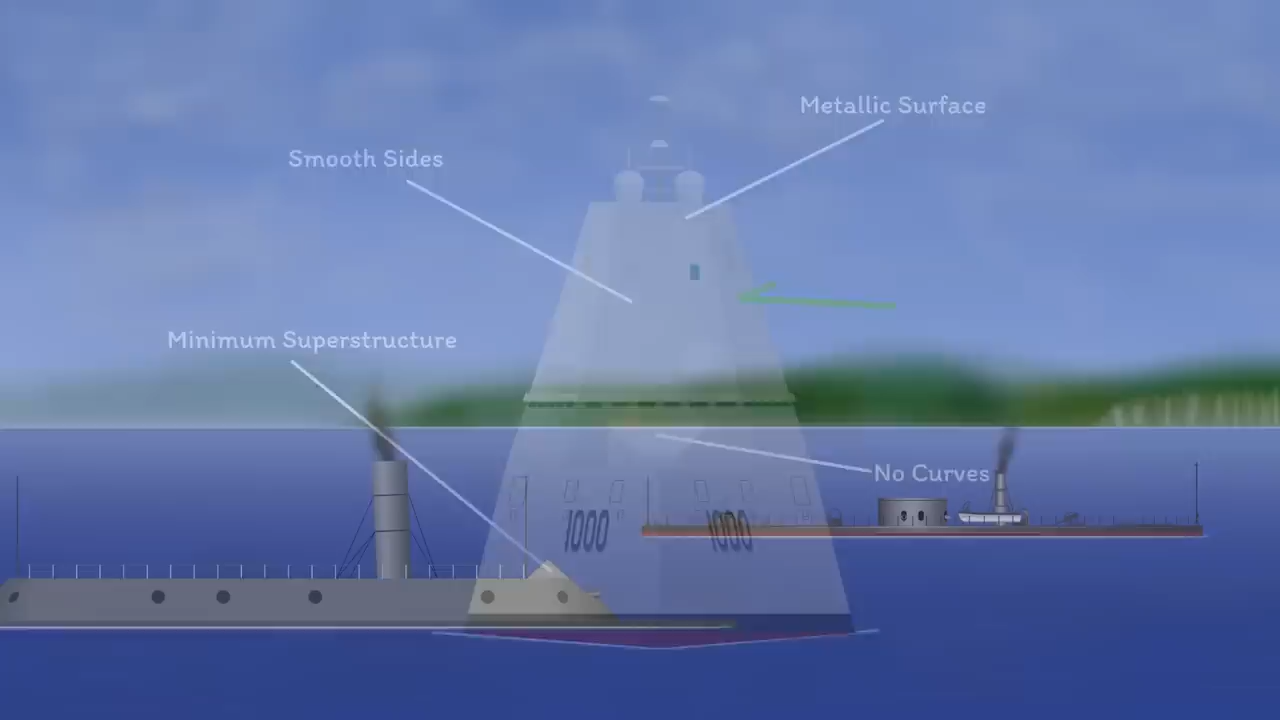 Metallic Surface
Smooth Sides
Minimum Superstructure
No Curves
1000 1000